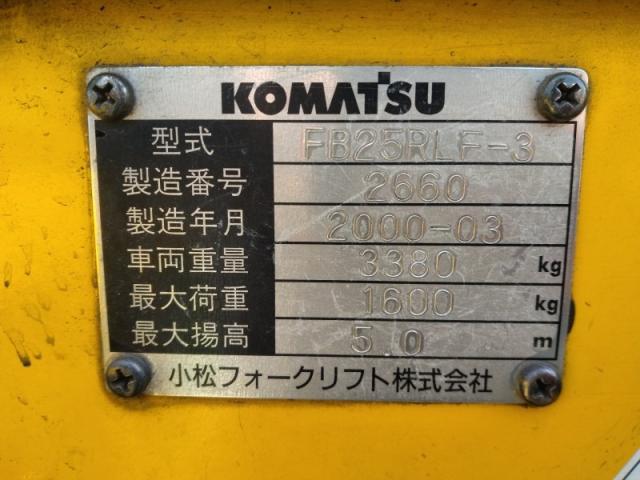 KOMATSU
型式 FB25RLF-3
製造番号 2660
製造年月 2000-03
車両重量 3380 kg
最大荷重 1600 kg
最大揚高 5.0 m
小松フォークリフト株式会社